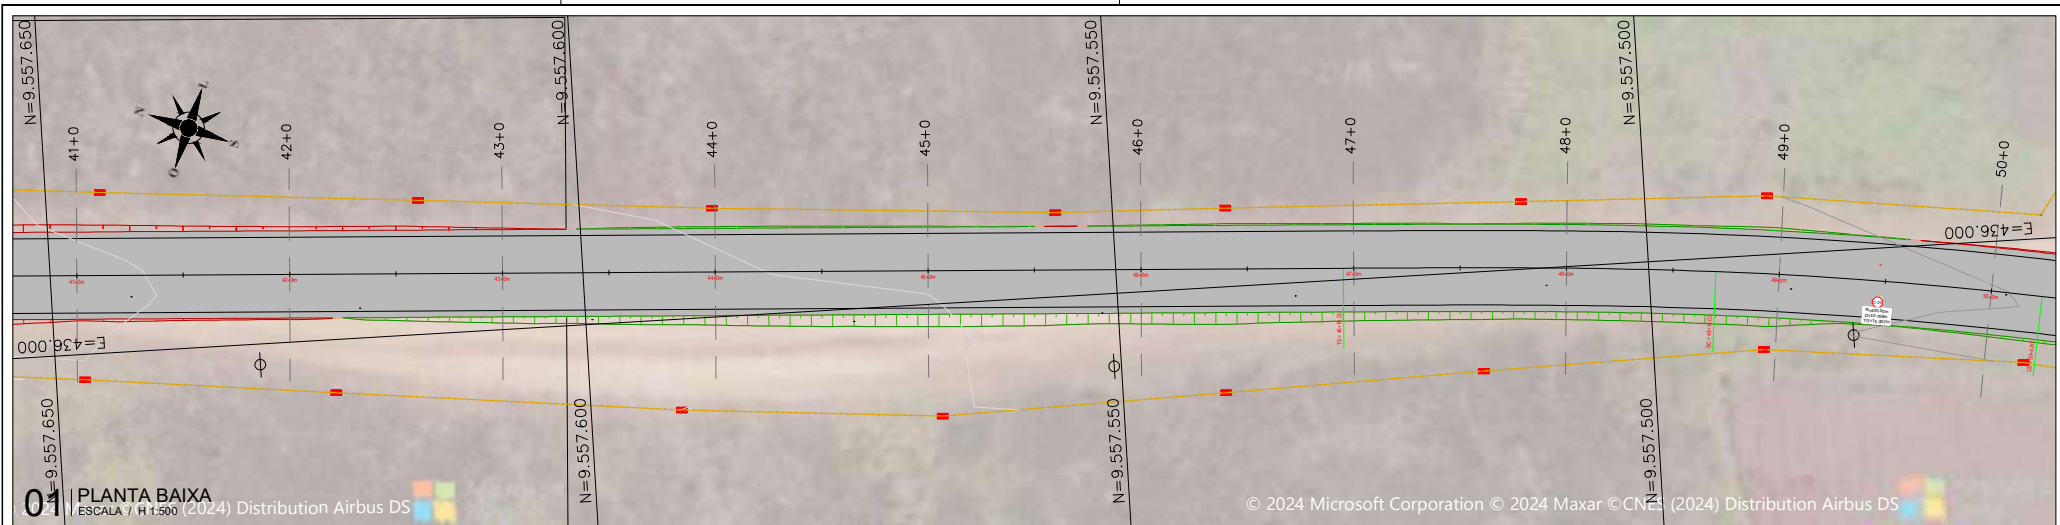 N=9.557.650
N=9.557.600
N=9.557.550
N=9.557.500
L
N
S
O
41+0
42+0
43+0
44+0
45+0
46+0
47+0
48+0
49+0
50+0
E=436.000
E=436.000
N=9.557.650
N=9.557.600
N=9.557.550
N=9.557.500
01
PLANTA BAIXA
ESCALA / H 1:500
(2024) Distribution Airbus DS
© 2024 Microsoft Corporation © 2024 Maxar ©CNES (2024) Distribution Airbus DS